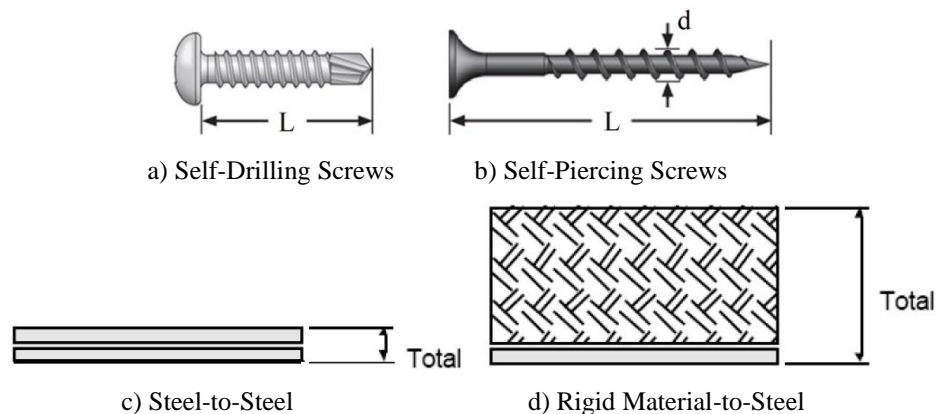 d
L
L
a) Self-Drilling Screws
b) Self-Piercing Screws
Total
Total
c) Steel-to-Steel
d) Rigid Material-to-Steel